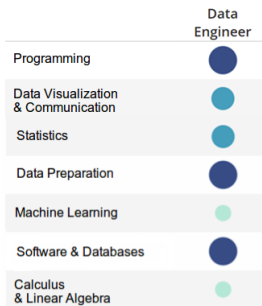 Data
Engineer
Programming
Data Visualization
& Communication
Statistics
Data Preparation
Machine Learning
Software & Databases
Calculus
& Linear Algebra